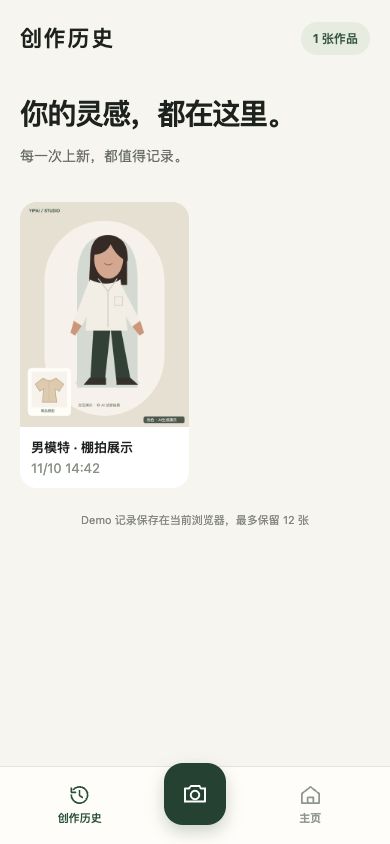 创作历史
1 张作品
你的灵感，都在这里。
每一次上新，都值得记录。
YIPAI / STUDIO
男模特 · 棚拍展示
11/10 14:42
Demo 记录保存在当前浏览器，最多保留 12 张
创作历史
主页